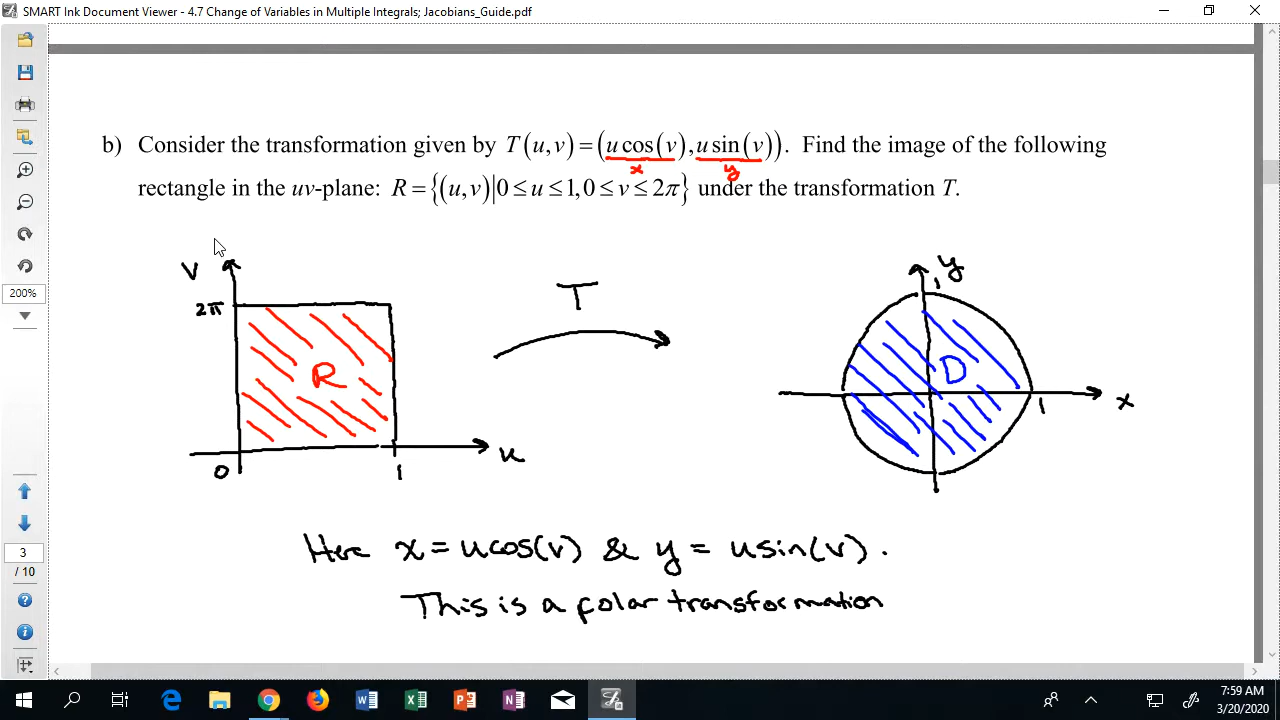 SMART Ink Document Viewer - 4.7 Change of Variables in Multiple Integrals; Jacobians_Guide.pdf
b) Consider the transformation given by T(u,v)=(u cos(v),u sin(v)). Find the image of the following
x y
rectangle in the uv-plane: R={(u,v)|0≤u≤1,0≤v≤2π} under the transformation T.
v
2π
R
0
1
u
T
y
1
D
1
x
Here x=ucos(v) & y=usin(v).
This is a polar transformation
200%
3
/ 10
7:59 AM
3/20/2020